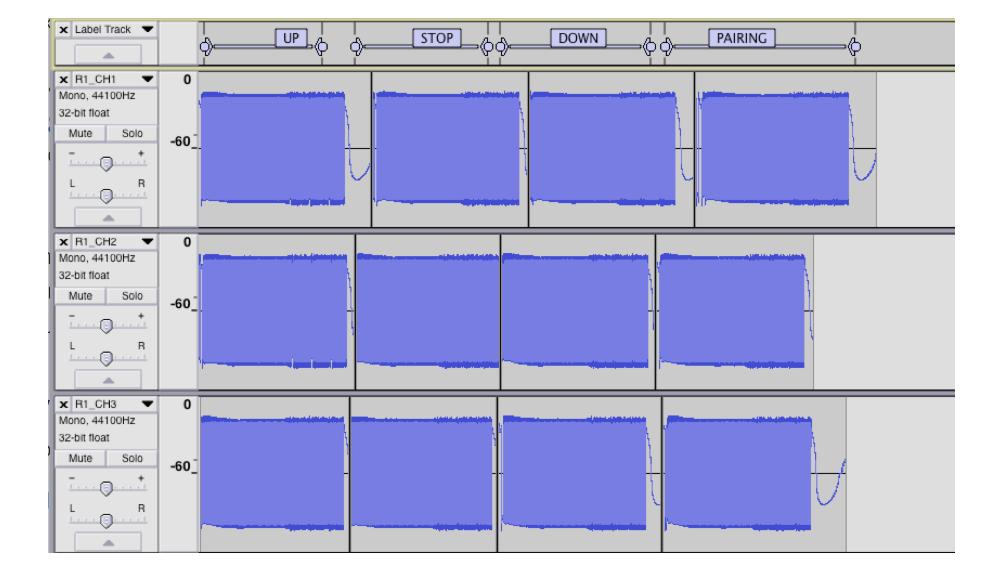 × Label Track ▼
UP STOP DOWN PAIRING
× R1_CH1 ▼ 0
Mono, 44100Hz
32-bit float
Mute Solo -60
- +
L R
× R1_CH2 ▼ 0
Mono, 44100Hz
32-bit float
Mute Solo -60
- +
L R
× R1_CH3 ▼ 0
Mono, 44100Hz
32-bit float
Mute Solo -60
- +
L R